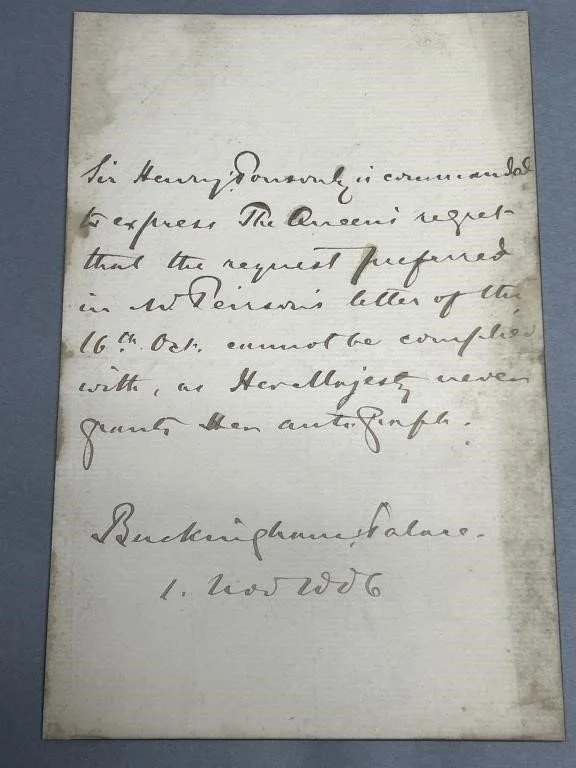 Sir Henry Ponsonby is commanded
to express The Queen's regret
that the request preferred
in Mr Peirson's letter of the
16th Oct. cannot be complied
with, as Her Majesty never
grants Her autograph.
Buckingham Palace.
1. Nov 1886